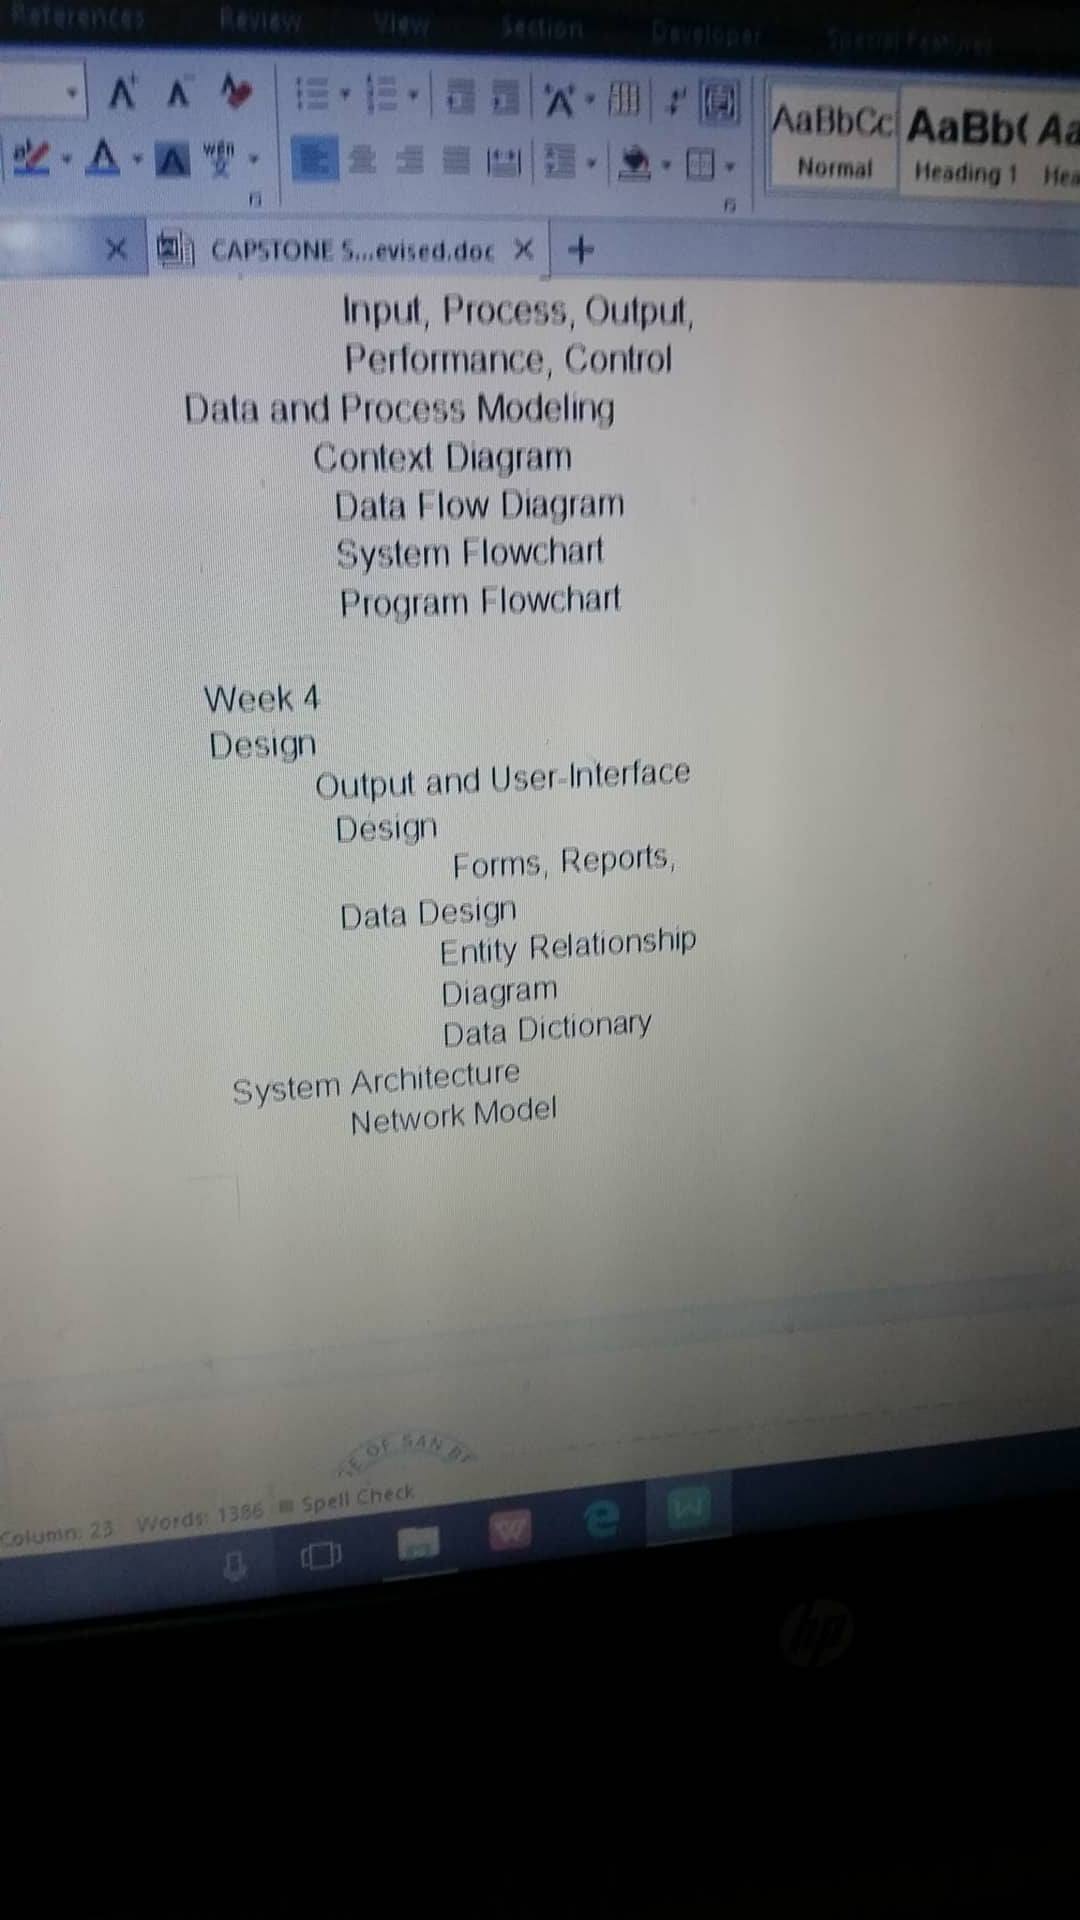 References Review View Section Developer Special Features
wén
AaBbCc AaBb( Aa
Normal Heading 1 Hea
CAPSTONE S...evised.doc
Input, Process, Output,
Performance, Control
Data and Process Modeling
Context Diagram
Data Flow Diagram
System Flowchart
Program Flowchart
Week 4
Design
Output and User-Interface
Design
Forms, Reports,
Data Design
Entity Relationship
Diagram
Data Dictionary
System Architecture
Network Model
OF SAN
Column: 23 Words: 1386 Spell Check
hp